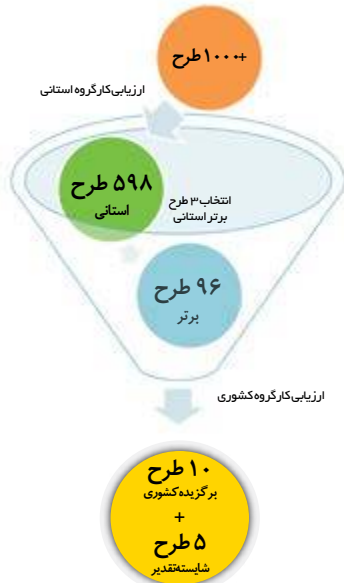 +۱۰۰۰ طرح
ارزیابی کارگروه استانی
۵۹۸ طرح
استانی
انتخاب ۳ طرح
برتر استانی
۹۶ طرح
برتر
ارزیابی کارگروه کشوری
۱۰ طرح
برگزیده کشوری
+
۵ طرح
شایسته تقدیر